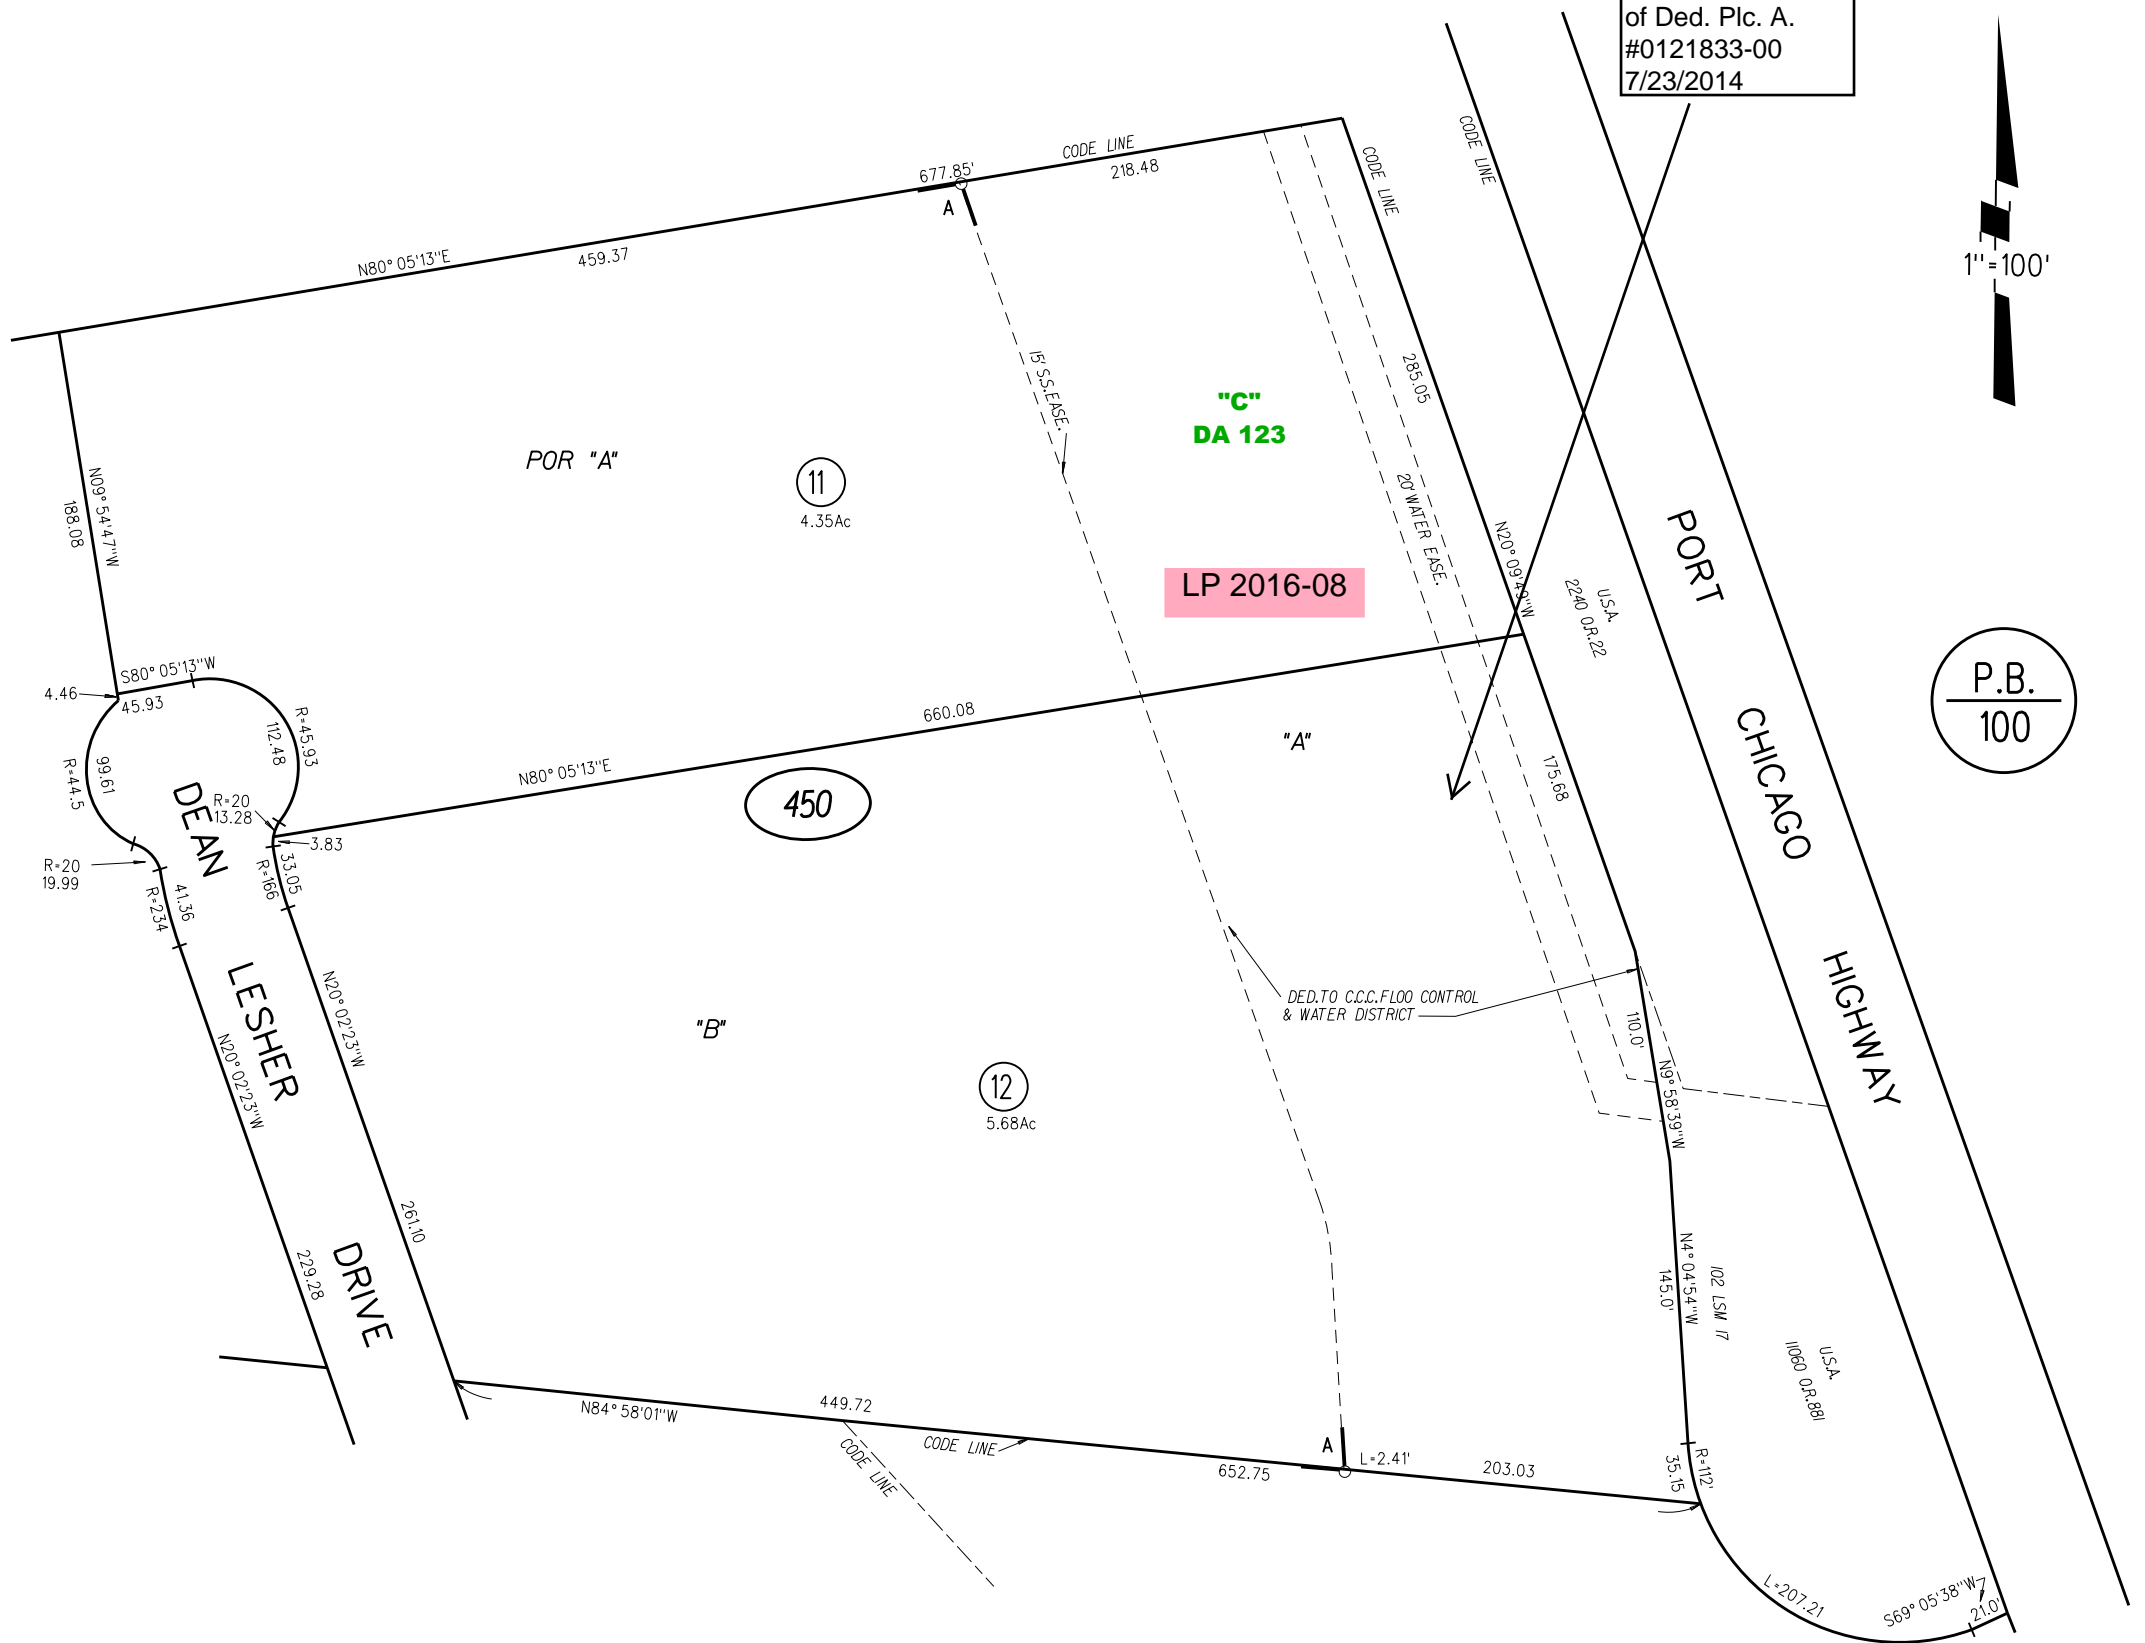 of Ded. Plc. A.
#0121833-00
7/23/2014
CODE LINE
CODE LINE
CODE LINE
677.85'
218.48
A
N80° 05'13"E
459.37
1"=100'
15' S.S.EASE.
285.05
"C"
DA 123
POR "A"
11
4.35Ac
N09° 54'47"W
188.08
20' WATER EASE.
N20° 09'49"W
LP 2016-08
U.S.A.
2240 O.R.22
PORT
CHICAGO
HIGHWAY
P.B.
100
S80° 05'13"W
4.46
45.93
R=45.93
112.48
99.61
R=44.5
660.08
N80° 05'13"E
"A"
175.68
450
R=20
13.28
3.83
R=20
19.99
33.05
R=166
41.36
R=234
DEAN
LESHER
DRIVE
N20° 02'23"W
N20° 02'23"W
"B"
DED.TO C.C.C.FLOO CONTROL
& WATER DISTRICT
110.0'
N9° 58'39"W
12
5.68Ac
261.10
229.28
N4° 04'54"W
145.0'
102 LSM 17
U.S.A.
11060 O.R.881
449.72
N84° 58'01"W
CODE LINE
CODE LINE
A
L=2.41'
652.75
203.03
R=112'
35.15
L=207.21
S69° 05'38"W
21.0'